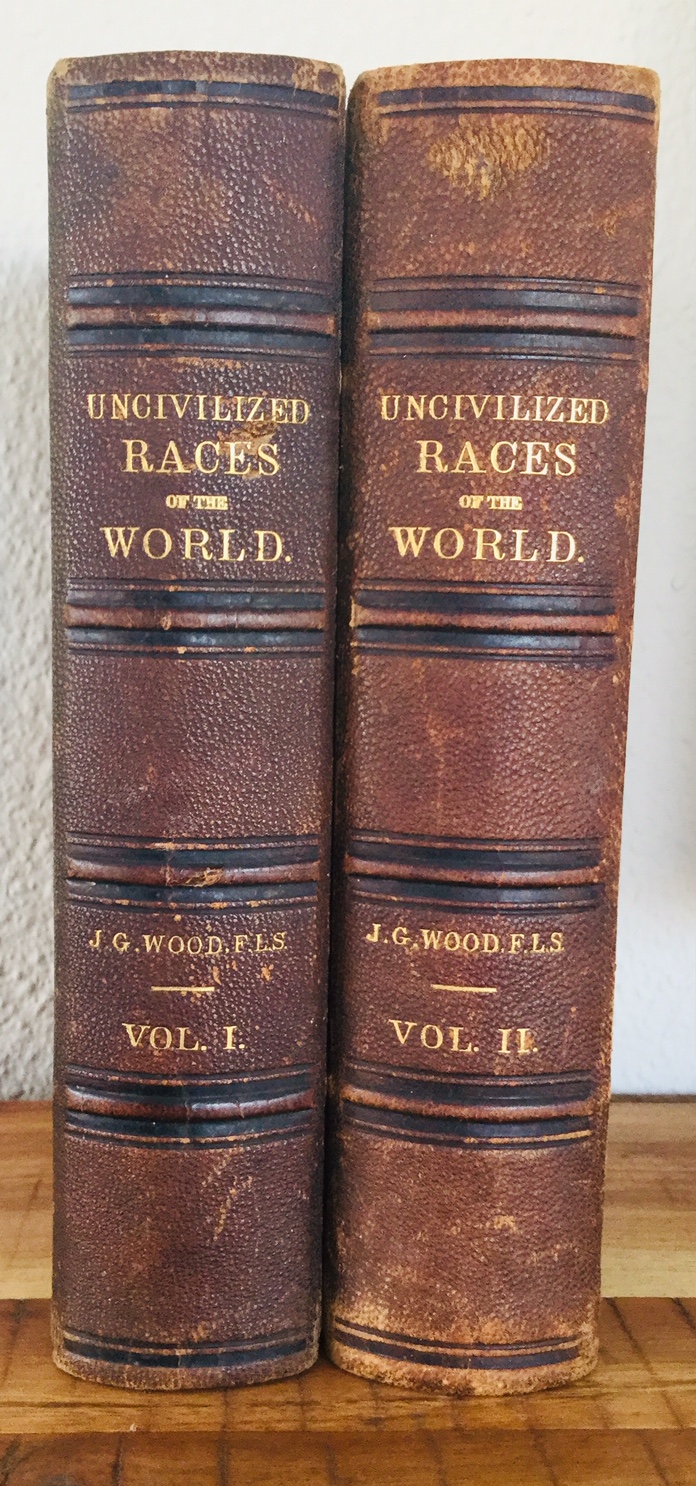 UNCIVILIZED
RACES
OF THE
WORLD.
J. G. WOOD. F.L.S.
VOL. I.
UNCIVILIZED
RACES
OF THE
WORLD.
J. G. WOOD. F.L.S.
VOL. II.